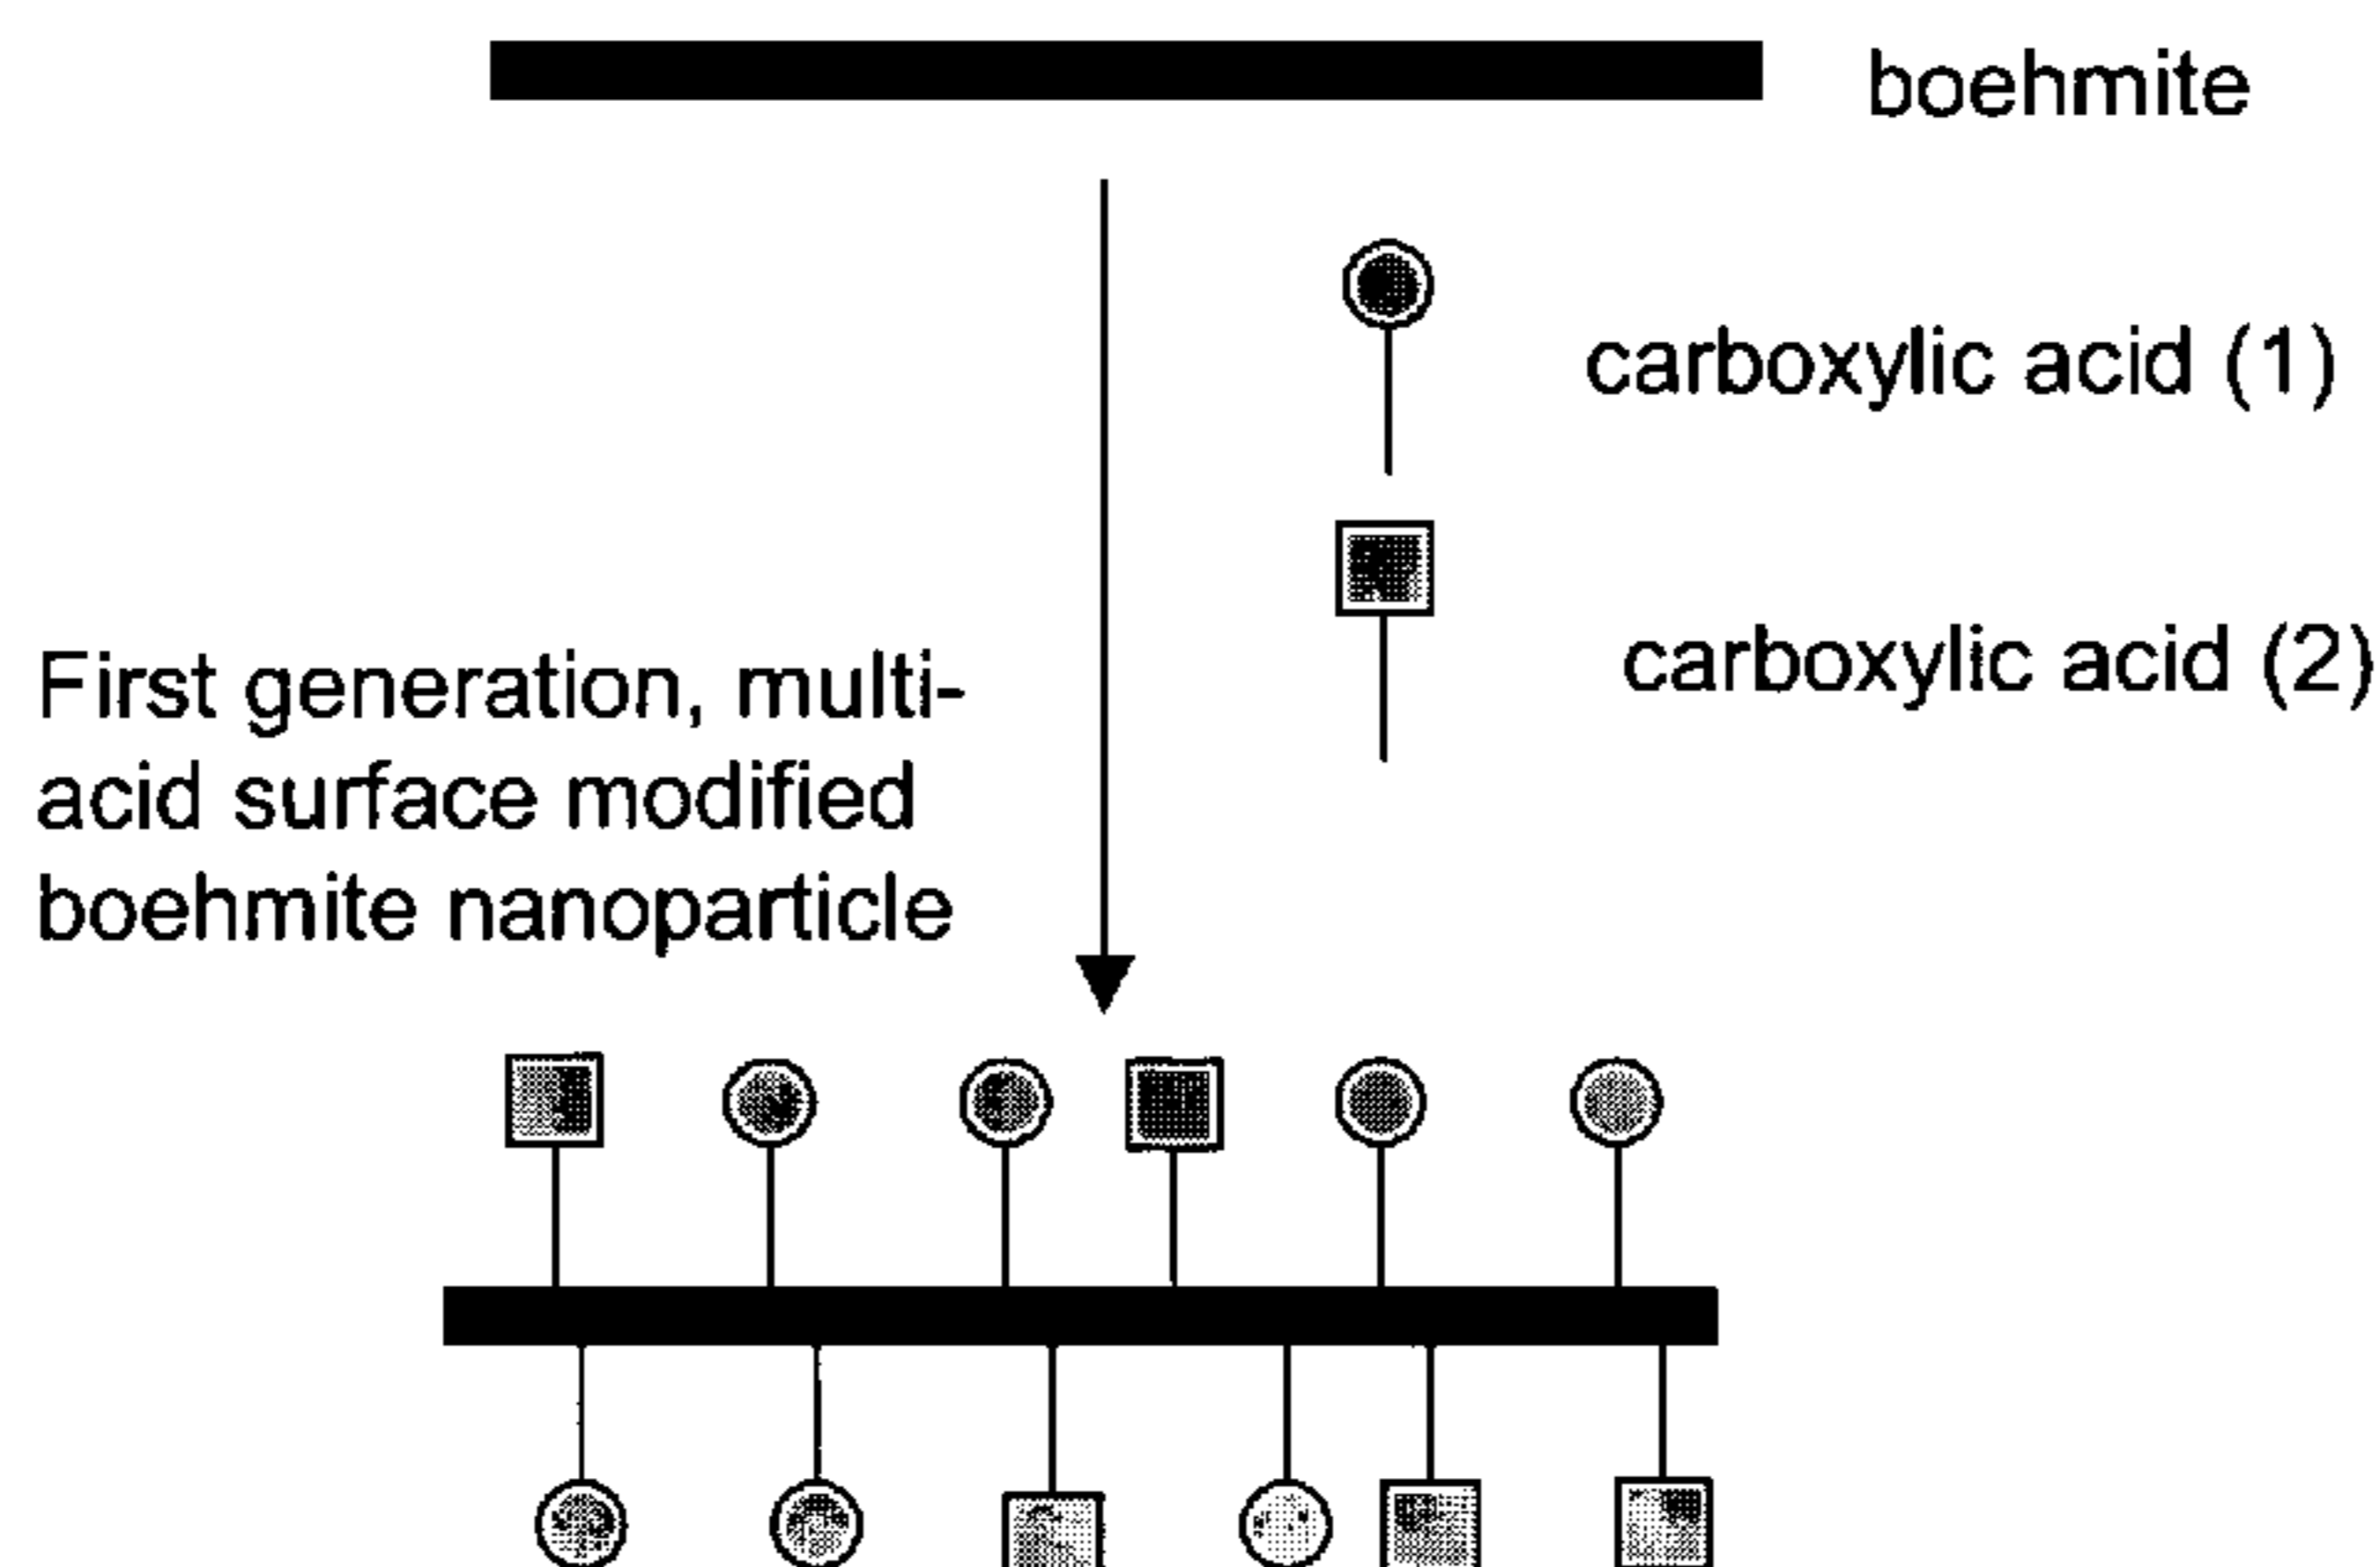 boehmite
carboxylic acid (1)
carboxylic acid (2)
First generation, multi-
acid surface modified
boehmite nanoparticle